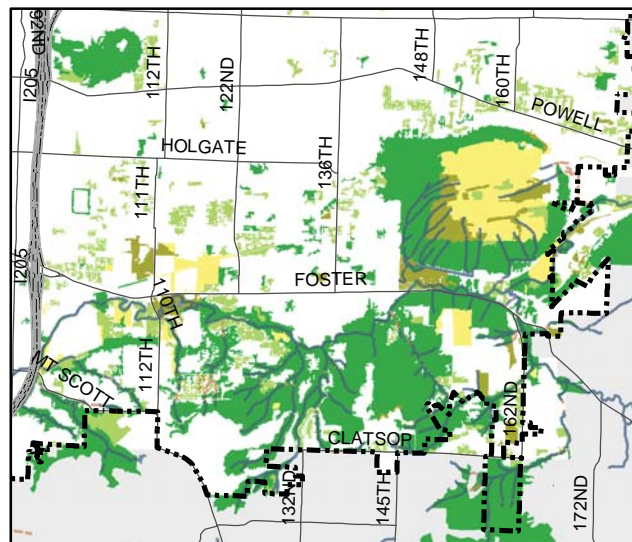 92ND
I205
112TH
122ND
148TH
160TH
POWELL
HOLGATE
136TH
111TH
I205
FOSTER
110TH
112TH
MT SCOTT
CLATSOP
162ND
132ND
145TH
172ND